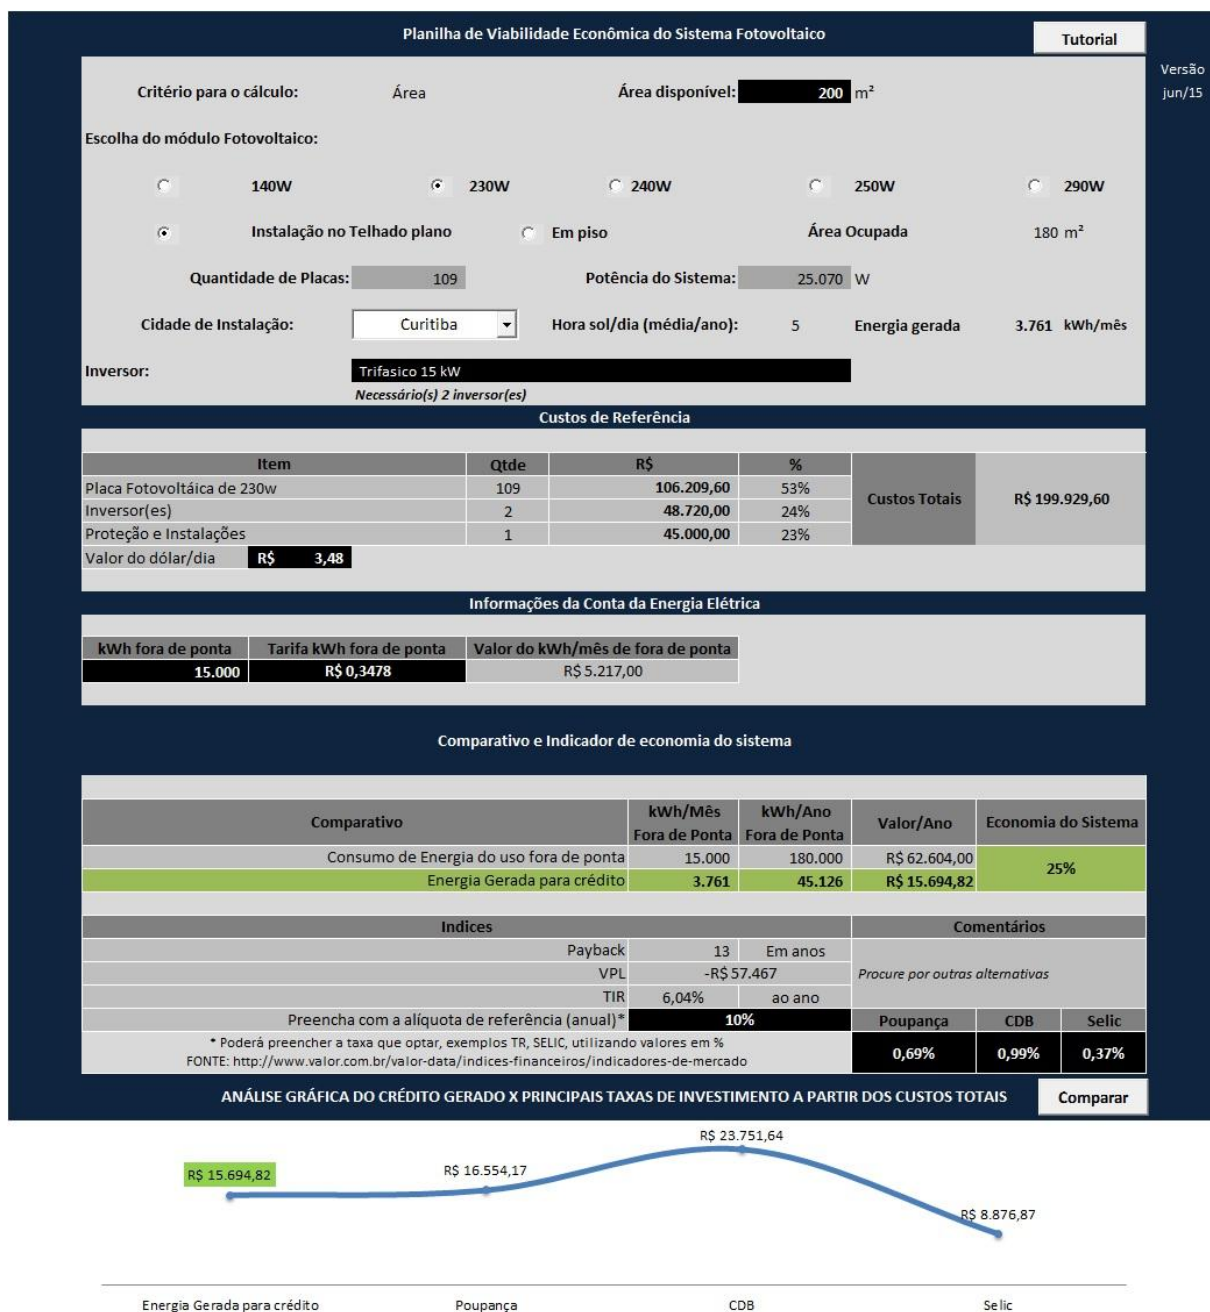 Planilha de Viabilidade Econômica do Sistema Fotovoltaico
Tutorial
Versão
jun/15
Critério para o cálculo: Área Área disponível: 200 m²
Escolha do módulo Fotovoltaico:
140W 230W 240W 250W 290W
Instalação no Telhado plano Em piso Área Ocupada 180 m²
Quantidade de Placas: 109 Potência do Sistema: 25.070 W
Cidade de Instalação: Curitiba Hora sol/dia (média/ano): 5 Energia gerada 3.761 kWh/mês
Inversor: Trifasico 15 kW
Necessário(s) 2 inversor(es)
Custos de Referência
Item Qtde R$ %
Placa Fotovoltáica de 230w 109 106.209,60 53%
Inversor(es) 2 48.720,00 24%
Proteção e Instalações 1 45.000,00 23%
Custos Totais R$ 199.929,60
Valor do dólar/dia R$ 3,48
Informações da Conta da Energia Elétrica
kWh fora de ponta Tarifa kWh fora de ponta Valor do kWh/mês de fora de ponta
15.000 R$ 0,3478 R$ 5.217,00
Comparativo e Indicador de economia do sistema
Comparativo kWh/Mês Fora de Ponta kWh/Ano Fora de Ponta Valor/Ano Economia do Sistema
Consumo de Energia do uso fora de ponta 15.000 180.000 R$ 62.604,00
Energia Gerada para crédito 3.761 45.126 R$ 15.694,82
25%
Indices Comentários
Payback 13 Em anos
VPL -R$ 57.467 Procure por outras alternativas
TIR 6,04% ao ano
Preencha com a alíquota de referência (anual)* 10% Poupança CDB Selic
* Poderá preencher a taxa que optar, exemplos TR, SELIC, utilizando valores em %
FONTE: http://www.valor.com.br/valor-data/indices-financeiros/indicadores-de-mercado
0,69% 0,99% 0,37%
ANÁLISE GRÁFICA DO CRÉDITO GERADO X PRINCIPAIS TAXAS DE INVESTIMENTO A PARTIR DOS CUSTOS TOTAIS
Comparar
R$ 15.694,82 R$ 16.554,17 R$ 23.751,64 R$ 8.876,87
Energia Gerada para crédito Poupança CDB Selic